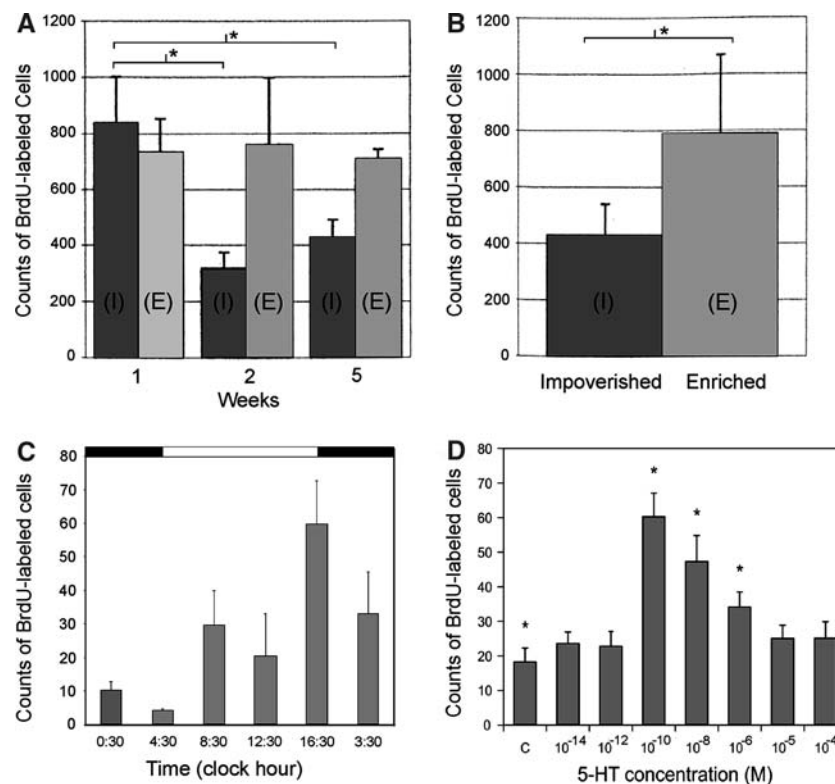 A
Counts of BrdU-labeled Cells
1200
1000
800
600
400
200
0
*
*
(I)
(E)
(I)
(E)
(I)
(E)
1
2
5
Weeks
B
Counts of BrdU-labeled Cells
1200
1000
800
600
400
200
0
*
(I)
(E)
Impoverished
Enriched
C
Counts of BrdU-labeled cells
80
70
60
50
40
30
20
10
0
0:30
4:30
8:30
12:30
16:30
3:30
Time (clock hour)
D
Counts of BrdU-labeled cells
80
70
60
50
40
30
20
10
0
*
*
*
*
C
10-14
10-12
10-10
10-8
10-6
10-5
10-4
5-HT concentration (M)